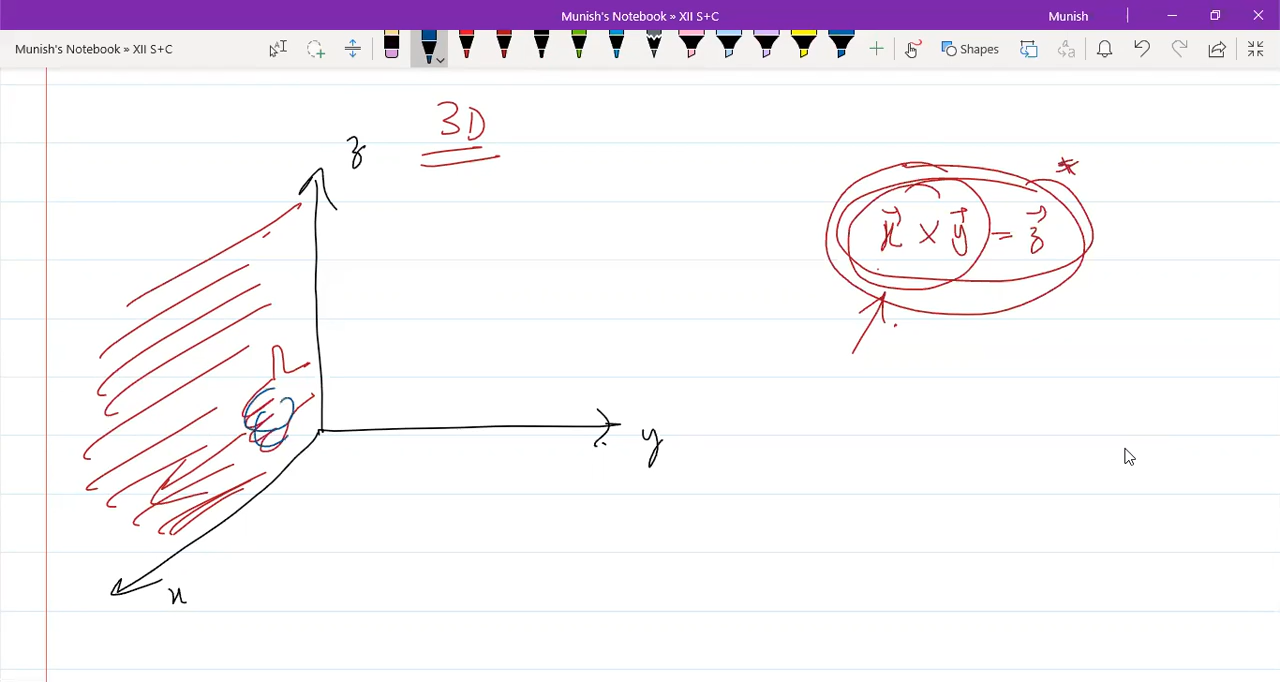 Munish's Notebook » XII S+C
Munish
Munish's Notebook » XII S+C
Shapes
3D
z
x⃗ × y⃗ = z⃗
*
y
x